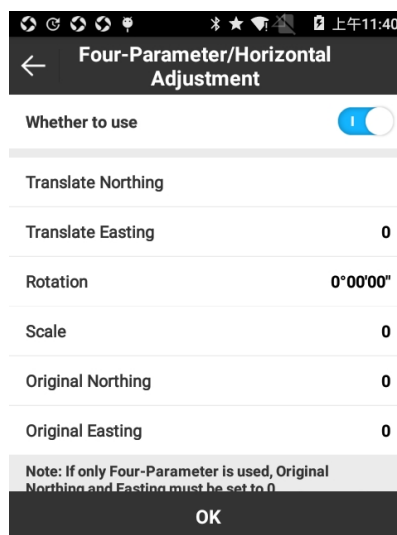 上午11:40
Four-Parameter/Horizontal
Adjustment
Whether to use
Translate Northing
Translate Easting 0
Rotation 0°00'00"
Scale 0
Original Northing 0
Original Easting 0
Note: If only Four-Parameter is used, Original
Northing and Easting must be set to 0
OK